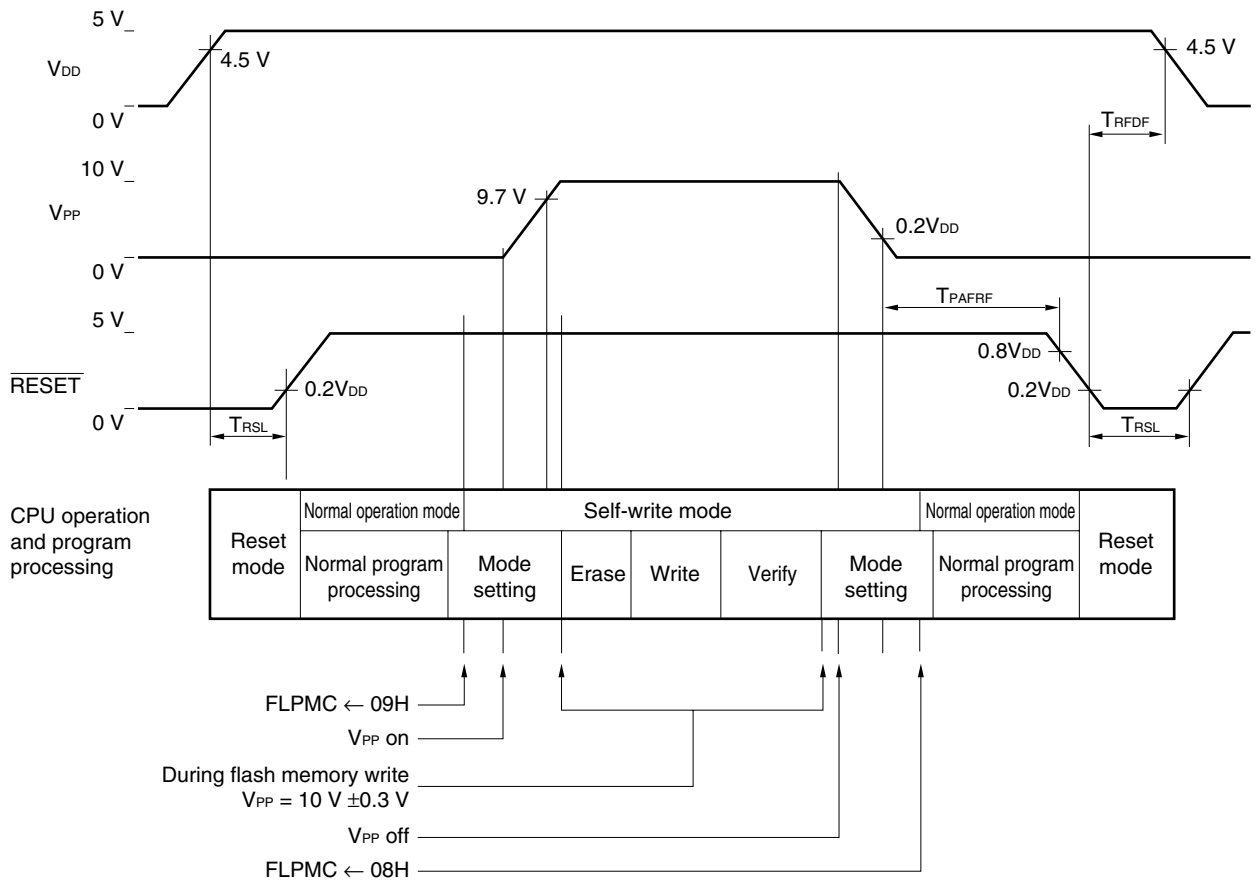 5 V
VDD
4.5 V
4.5 V
0 V
TRFDF
10 V
VPP
9.7 V
0.2VDD
0 V
TPAFRF
5 V
0.8VDD
RESET
0.2VDD
0.2VDD
0 V
TRSL
TRSL
CPU operation
and program
processing
Reset
mode
Normal operation mode
Self-write mode
Normal operation mode
Reset
mode
Normal program
processing
Mode
setting
Erase
Write
Verify
Mode
setting
Normal program
processing
FLPMC ← 09H
VPP on
During flash memory write
VPP = 10 V ±0.3 V
VPP off
FLPMC ← 08H